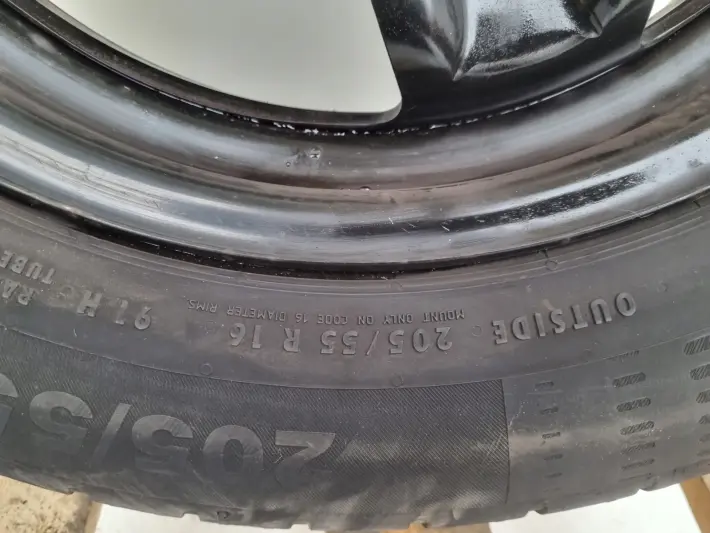 OUTSIDE
205/55 R 16 91 H
MOUNT ONLY ON CODE 16 DIAMETER RIMS.
TUBE
205/55